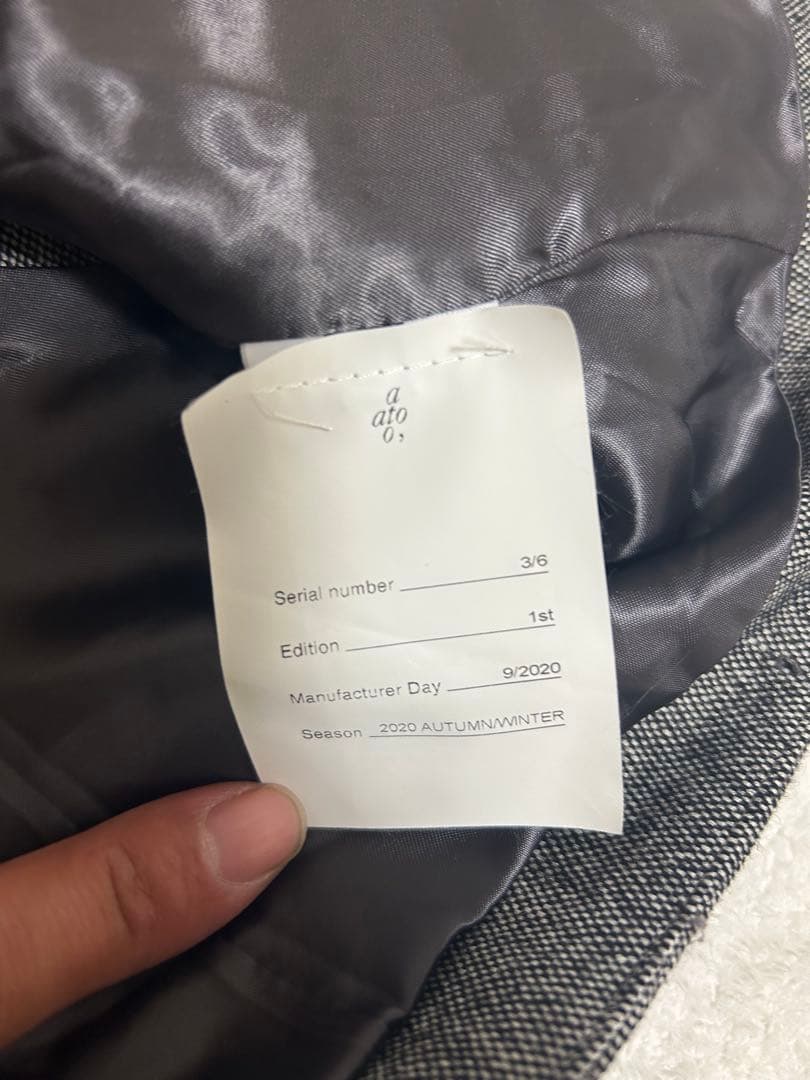 a
ato
o,
Serial number 3/6
Edition 1st
Manufacturer Day 9/2020
Season 2020 AUTUMN/WINTER